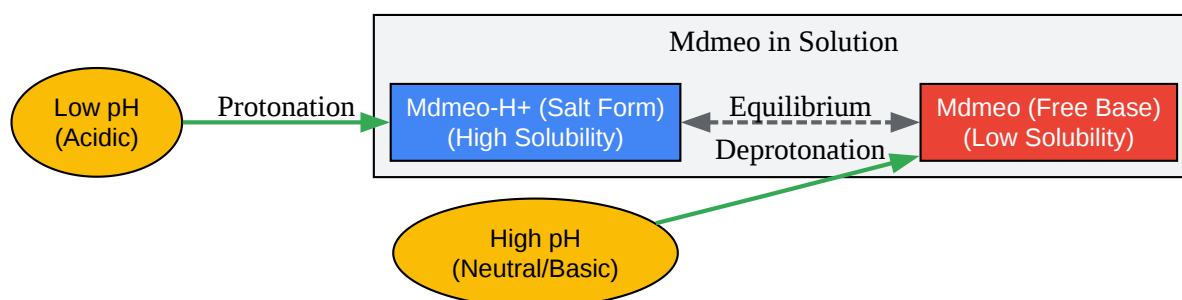 Mdmeo in Solution
Low pH
(Acidic)
Protonation
Mdmeo-H+ (Salt Form)
(High Solubility)
Equilibrium
Mdmeo (Free Base)
(Low Solubility)
Deprotonation
High pH
(Neutral/Basic)